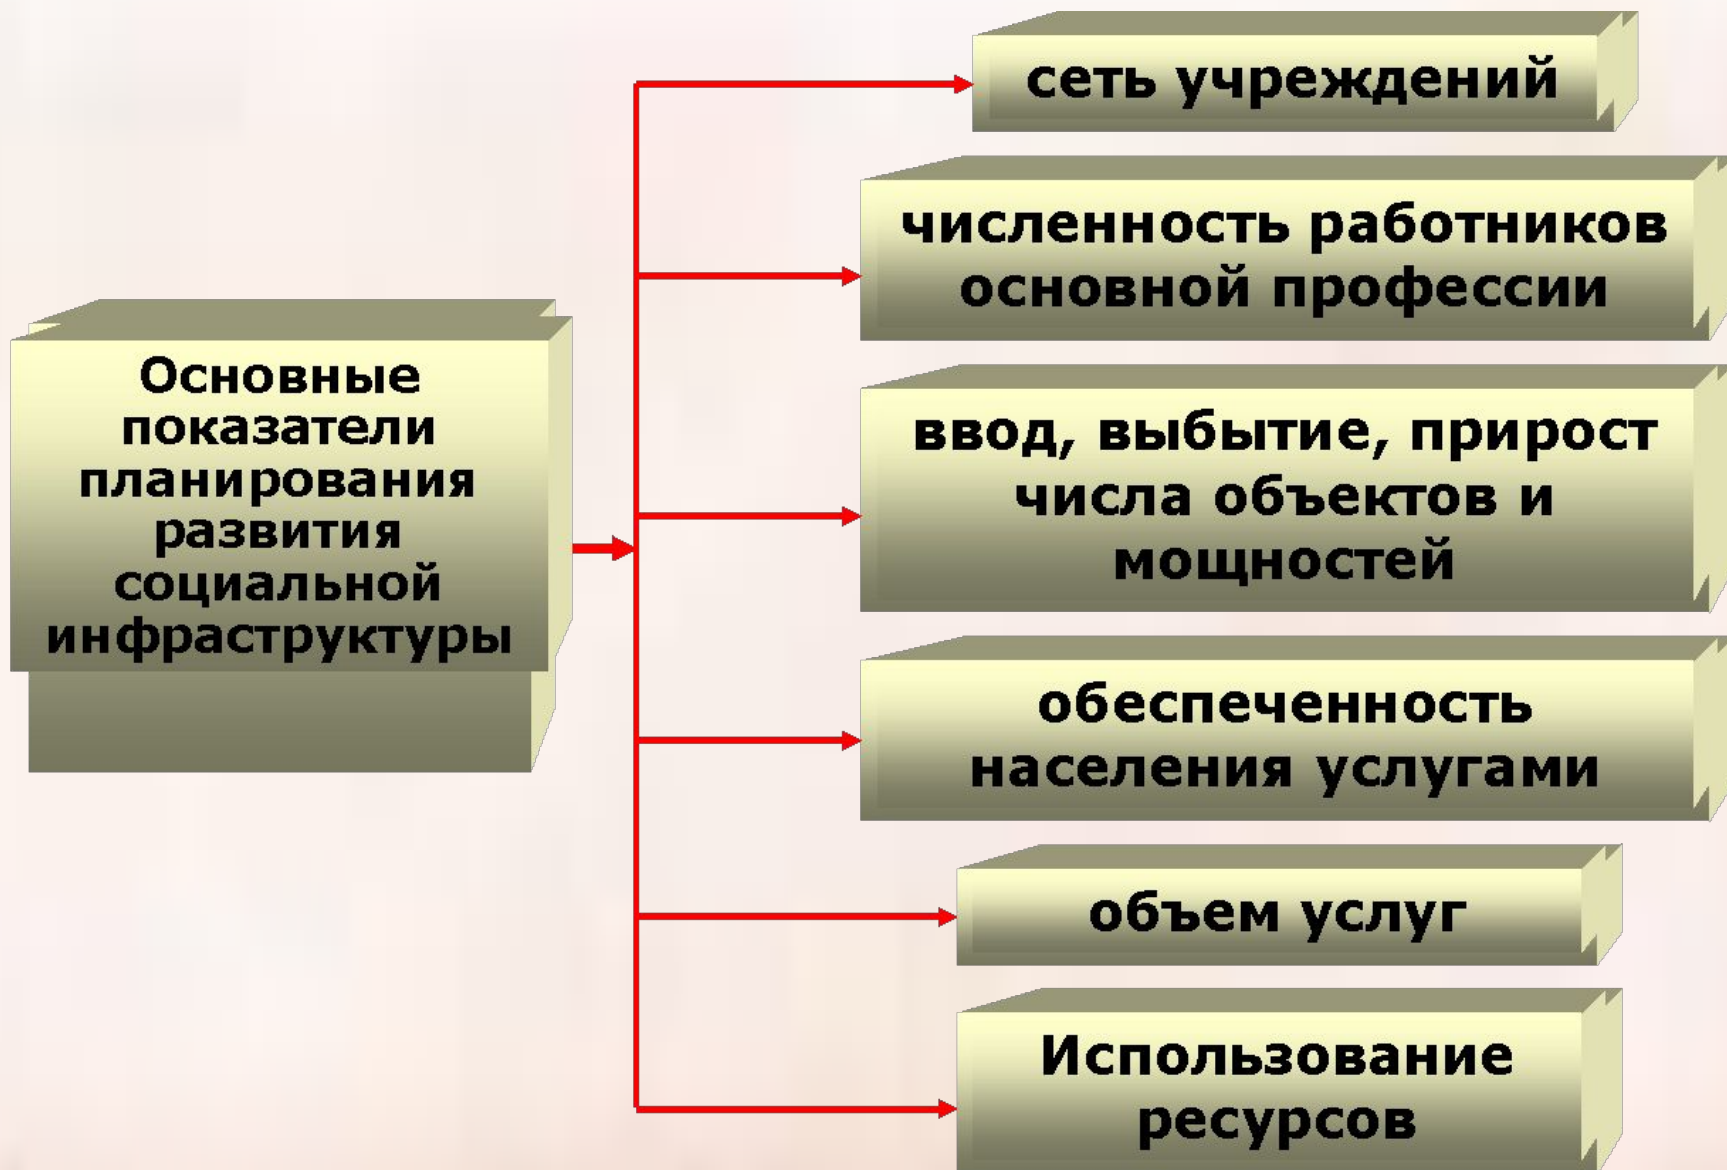 Основные
показатели
планирования
развития
социальной
инфраструктуры
сеть учреждений
численность работников
основной профессии
ввод, выбытие, прирост
числа объектов и
мощностей
обеспеченность
населения услугами
объем услуг
Использование
ресурсов